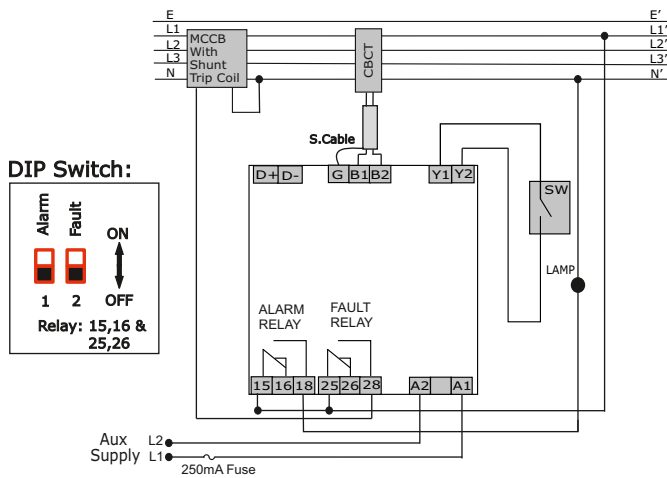 E
E'
L1
L1'
L2
L2'
L3
L3'
N
N'
MCCB
With
Shunt
Trip Coil
CBCT
S.Cable
D+ D- G B1 B2 Y1 Y2
SW
LAMP
DIP Switch:
Alarm
Fault
ON
1 2 OFF
Relay: 15,16 &
25,26
ALARM
RELAY
FAULT
RELAY
15 16 18 25 26 28 A2 A1
Aux
Supply
L2
L1
250mA Fuse